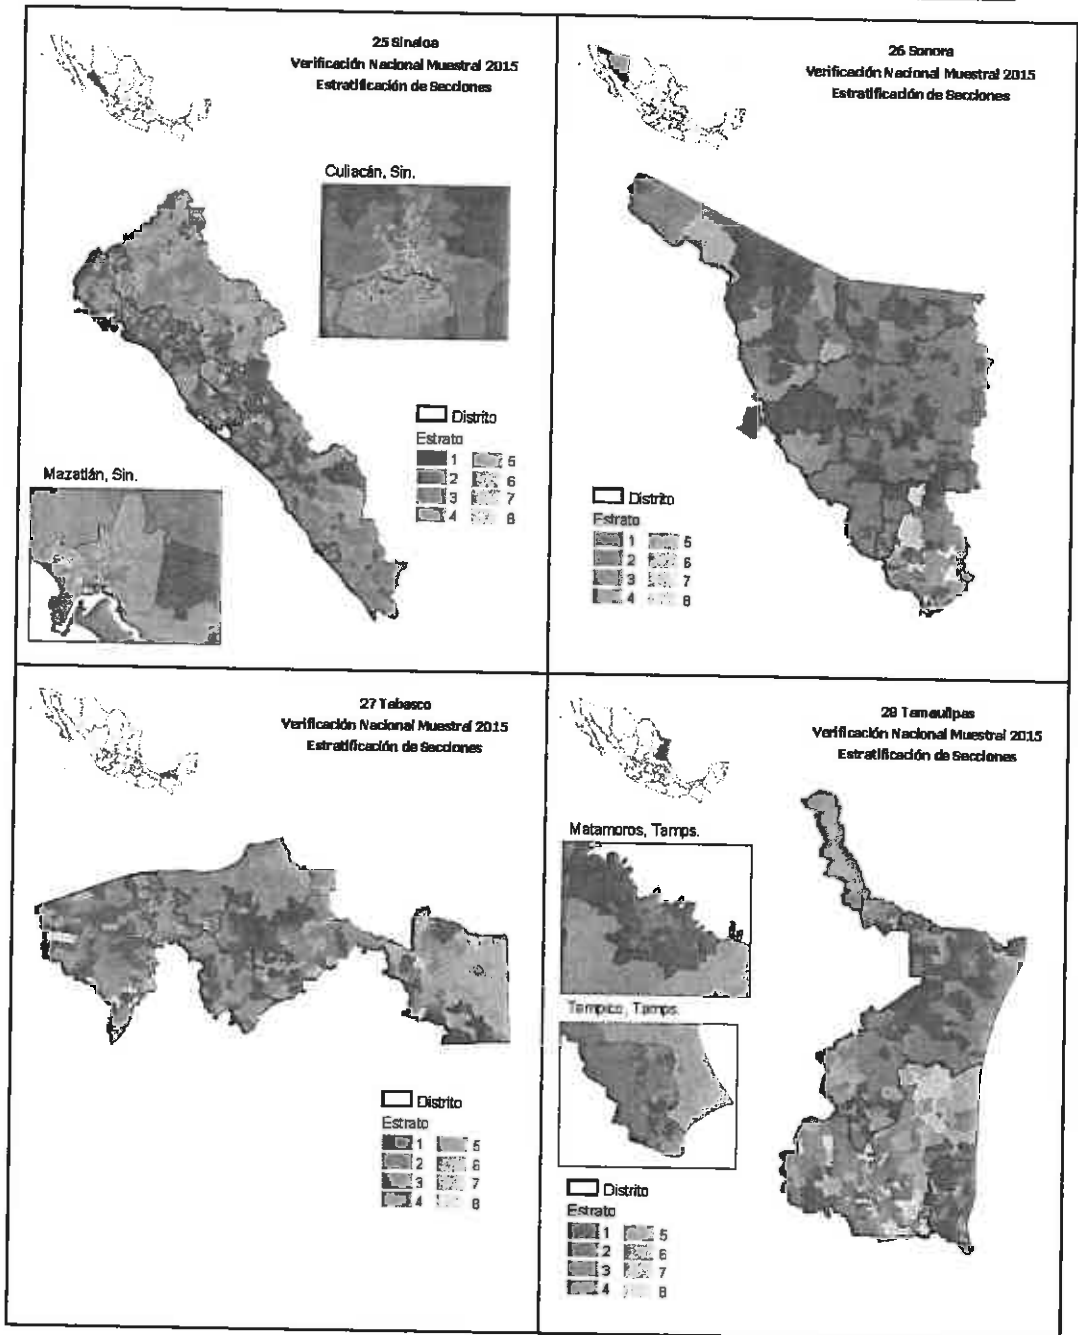 25 Sinaloa
Verificación Nacional Muestral 2015
Estratificación de Secciones
Culiacán, Sin.
Mazatlán, Sin.
Distrito
Estrato
1 5
2 6
3 7
4 8
26 Sonora
Verificación Nacional Muestral 2015
Estratificación de Secciones
Distrito
Estrato
1 5
2 6
3 7
4 8
27 Tabasco
Verificación Nacional Muestral 2015
Estratificación de Secciones
Distrito
Estrato
1 5
2 6
3 7
4 8
28 Tamaulipas
Verificación Nacional Muestral 2015
Estratificación de Secciones
Matamoros, Tamps.
Tampico, Tamps.
Distrito
Estrato
1 5
2 6
3 7
4 8